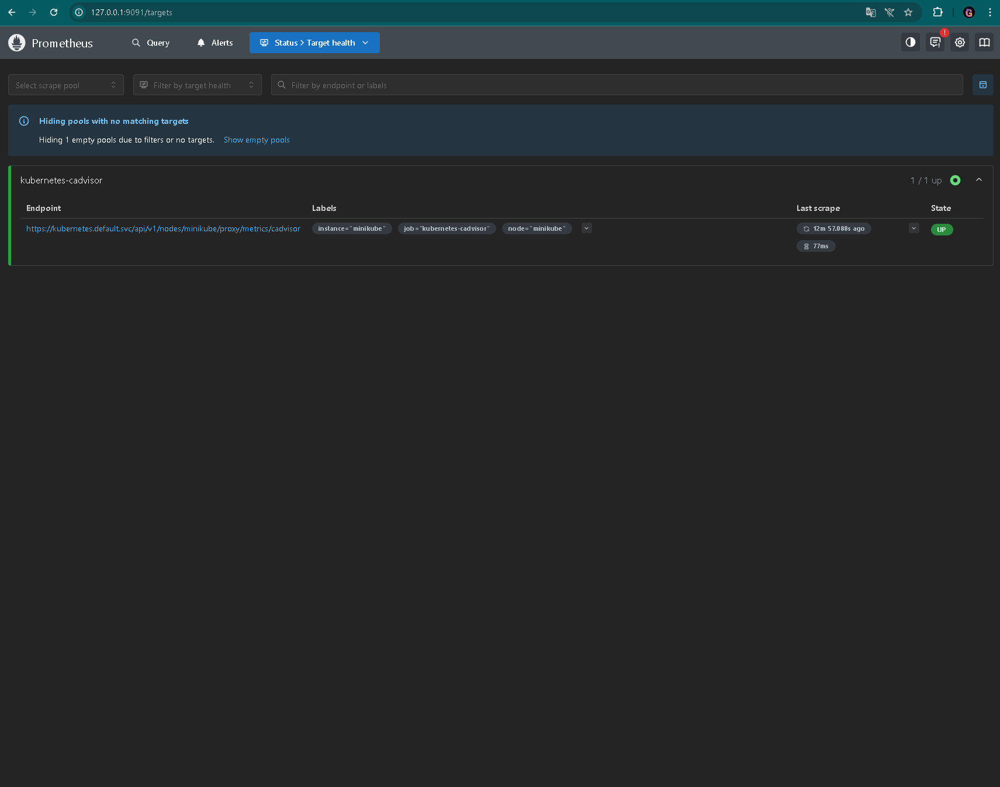 127.0.0.1:9091/targets
Prometheus Query Alerts Status > Target health !
Select scrape pool Filter by target health Filter by endpoint or labels
Hiding pools with no matching targets
Hiding 1 empty pools due to filters or no targets. Show empty pools
kubernetes-cadvisor 1 / 1 up
Endpoint Labels Last scrape State
https://kubernetes.default.svc/api/v1/nodes/minikube/proxy/metrics/cadvisor instance="minikube" job="kubernetes-cadvisor" node="minikube" 12m 57.088s ago UP
77ms